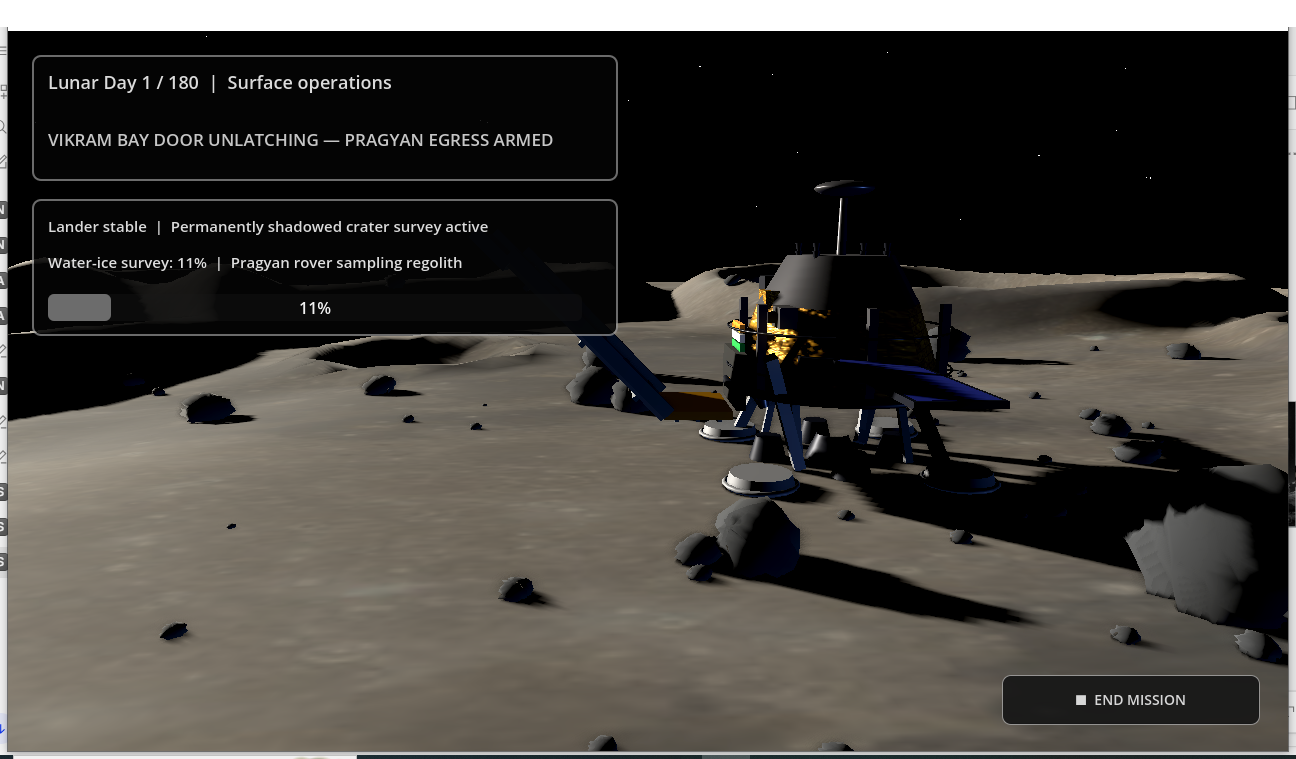 Lunar Day 1 / 180 | Surface operations
VIKRAM BAY DOOR UNLATCHING — PRAGYAN EGRESS ARMED
Lander stable | Permanently shadowed crater survey active
Water-ice survey: 11% | Pragyan rover sampling regolith
11%
END MISSION